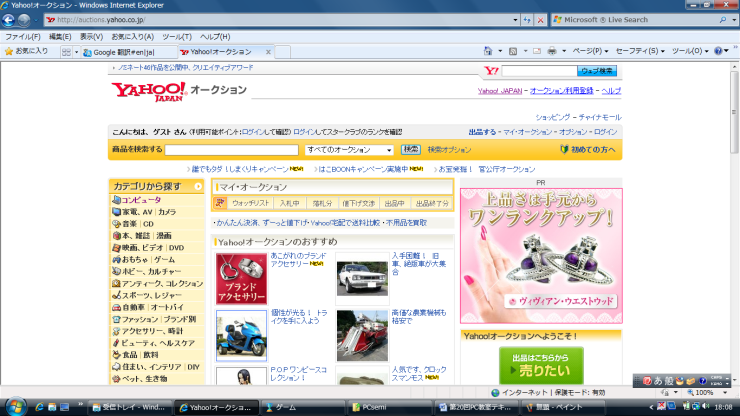 Yahoo!オークション - Windows Internet Explorer
http://auctions.yahoo.co.jp/
Microsoft Live Search
ファイル(F) 編集(E) 表示(V) お気に入り(A) ツール(T) ヘルプ(H)
お気に入り
Google 翻訳#en|ja|
Yahoo!オークション
ページ(P)
セーフティ(S)
ツール(O)
ノミネート46作品を公開中、クリエイティブアワード
ウェブ検索
YAHOO! JAPAN オークション
Yahoo! JAPAN - オークション利用登録 - ヘルプ
ショッピング - チャイナモール
こんにちは、ゲスト さん (利用可能ポイント:ログインして確認) ログインしてスタークラブのランクを確認
出品する - マイ・オークション - オプション - ログイン
商品を検索する
すべてのオークション
検索
検索オプション
初めての方へ
誰でもタダ!しまくりキャンペーン NEW!
はこBOONキャンペーン実施中 NEW!
お宝発掘! 官公庁オークション
カテゴリから探す
コンピュータ
家電、AV | カメラ
音楽 | CD
本、雑誌 | 漫画
映画、ビデオ | DVD
おもちゃ | ゲーム
ホビー、カルチャー
アンティーク、コレクション
スポーツ、レジャー
自動車 | オートバイ
ファッション | ブランド別
アクセサリー、時計
ビューティ、ヘルスケア
食品 | 飲料
住まい、インテリア | DIY
ペット、生き物
マイ・オークション
ウォッチリスト
入札中
落札分
値下げ交渉
出品中
出品終了分
かんたん決済、ずーっと値下げ - Yahoo!宅配で送料比較 - 不用品を買取
Yahoo!オークションのおすすめ
ブランド
アクセサリー
あこがれのブランドアクセサリー NEW!
入手困難! 旧車、絶版車が大集合
個性が光る! トライクを手に入よう
高価な農業機械も格安で
P.O.P ワンピースコレクション!
人気です、クロックスマンモス NEW!
PR
上品さは手元から
ワンランクアップ!
ヴィヴィアン・ウエストウッド
Yahoo!オークションへようこそ!
出品はこちらから
売りたい
インターネット | 保護モード: 有効
100%
あ 般
受信トレイ - Wind...
Yahoo!オークショ...
ゲーム
PCsemi
第20回PC教室テキ...
無題 - ペイント
18:08